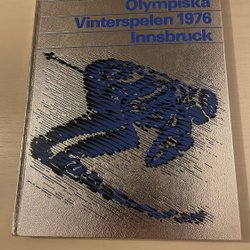 Olympiska
Vinterspelen 1976
Innsbruck